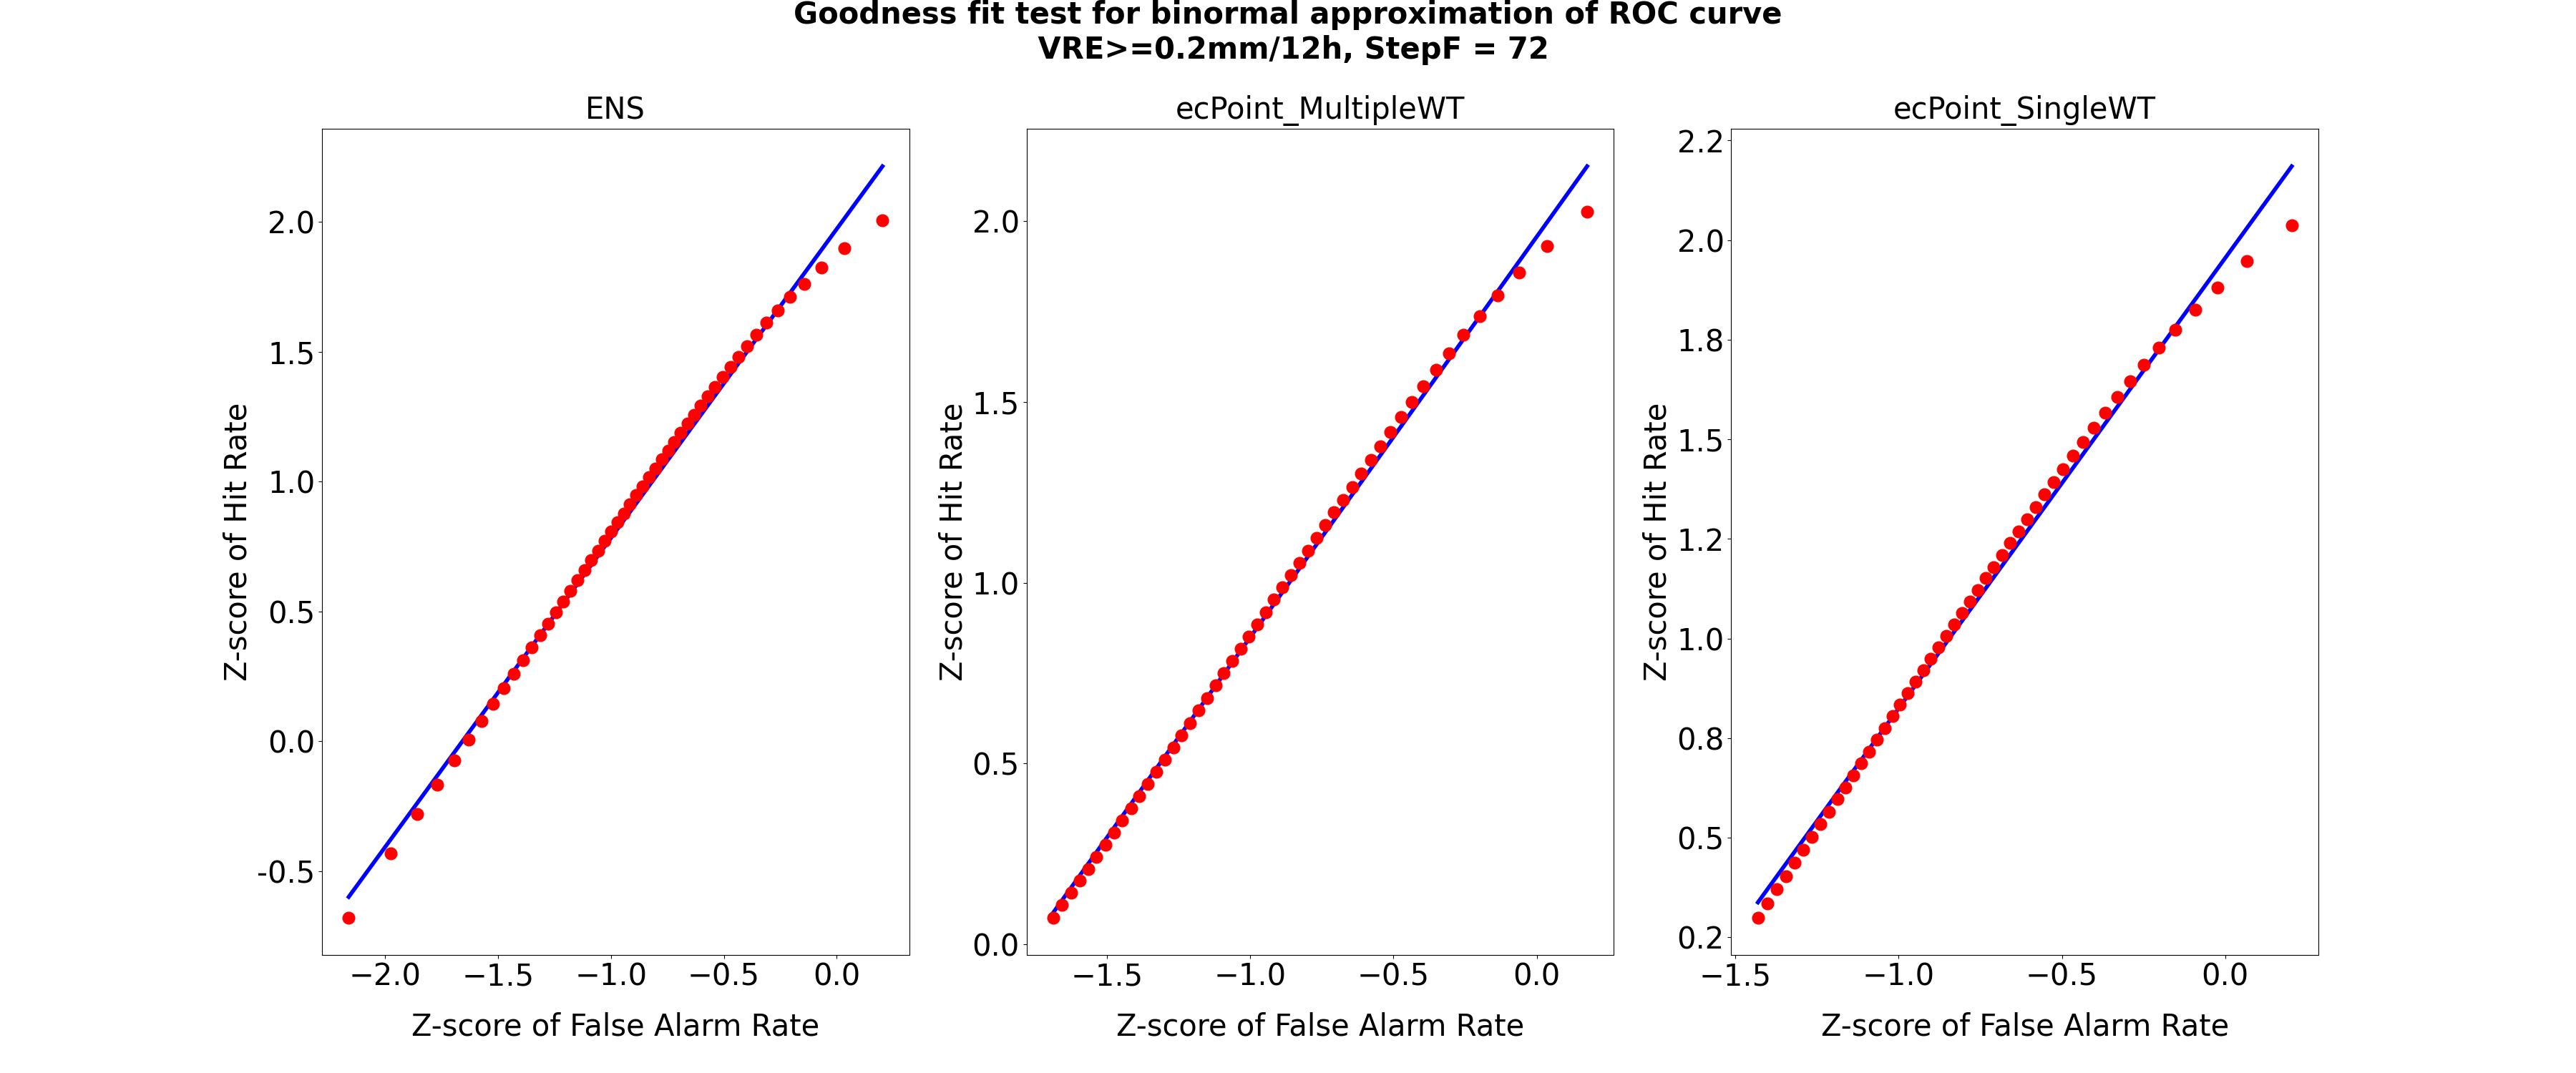 Goodness fit test for binormal approximation of ROC curve
VRE>=0.2mm/12h, StepF = 72
ENS
2.0
1.5
1.0
0.5
0.0
-0.5
Z-score of Hit Rate
−2.0 −1.5 −1.0 −0.5 0.0
Z-score of False Alarm Rate
ecPoint_MultipleWT
2.0
1.5
1.0
0.5
0.0
Z-score of Hit Rate
−1.5 −1.0 −0.5 0.0
Z-score of False Alarm Rate
ecPoint_SingleWT
2.2
2.0
1.8
1.5
1.2
1.0
0.8
0.5
0.2
Z-score of Hit Rate
−1.5 −1.0 −0.5 0.0
Z-score of False Alarm Rate